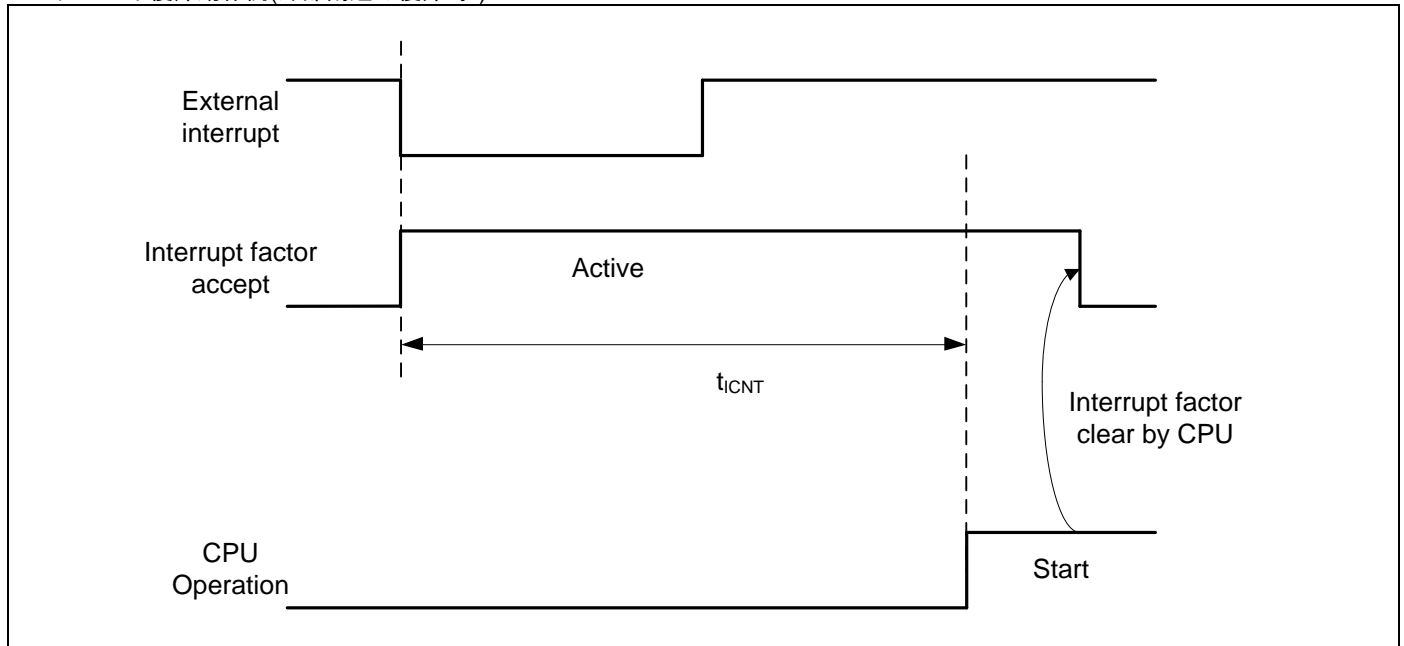 External
interrupt
Interrupt factor
accept
Active
tICNT
Interrupt factor
clear by CPU
CPU
Operation
Start